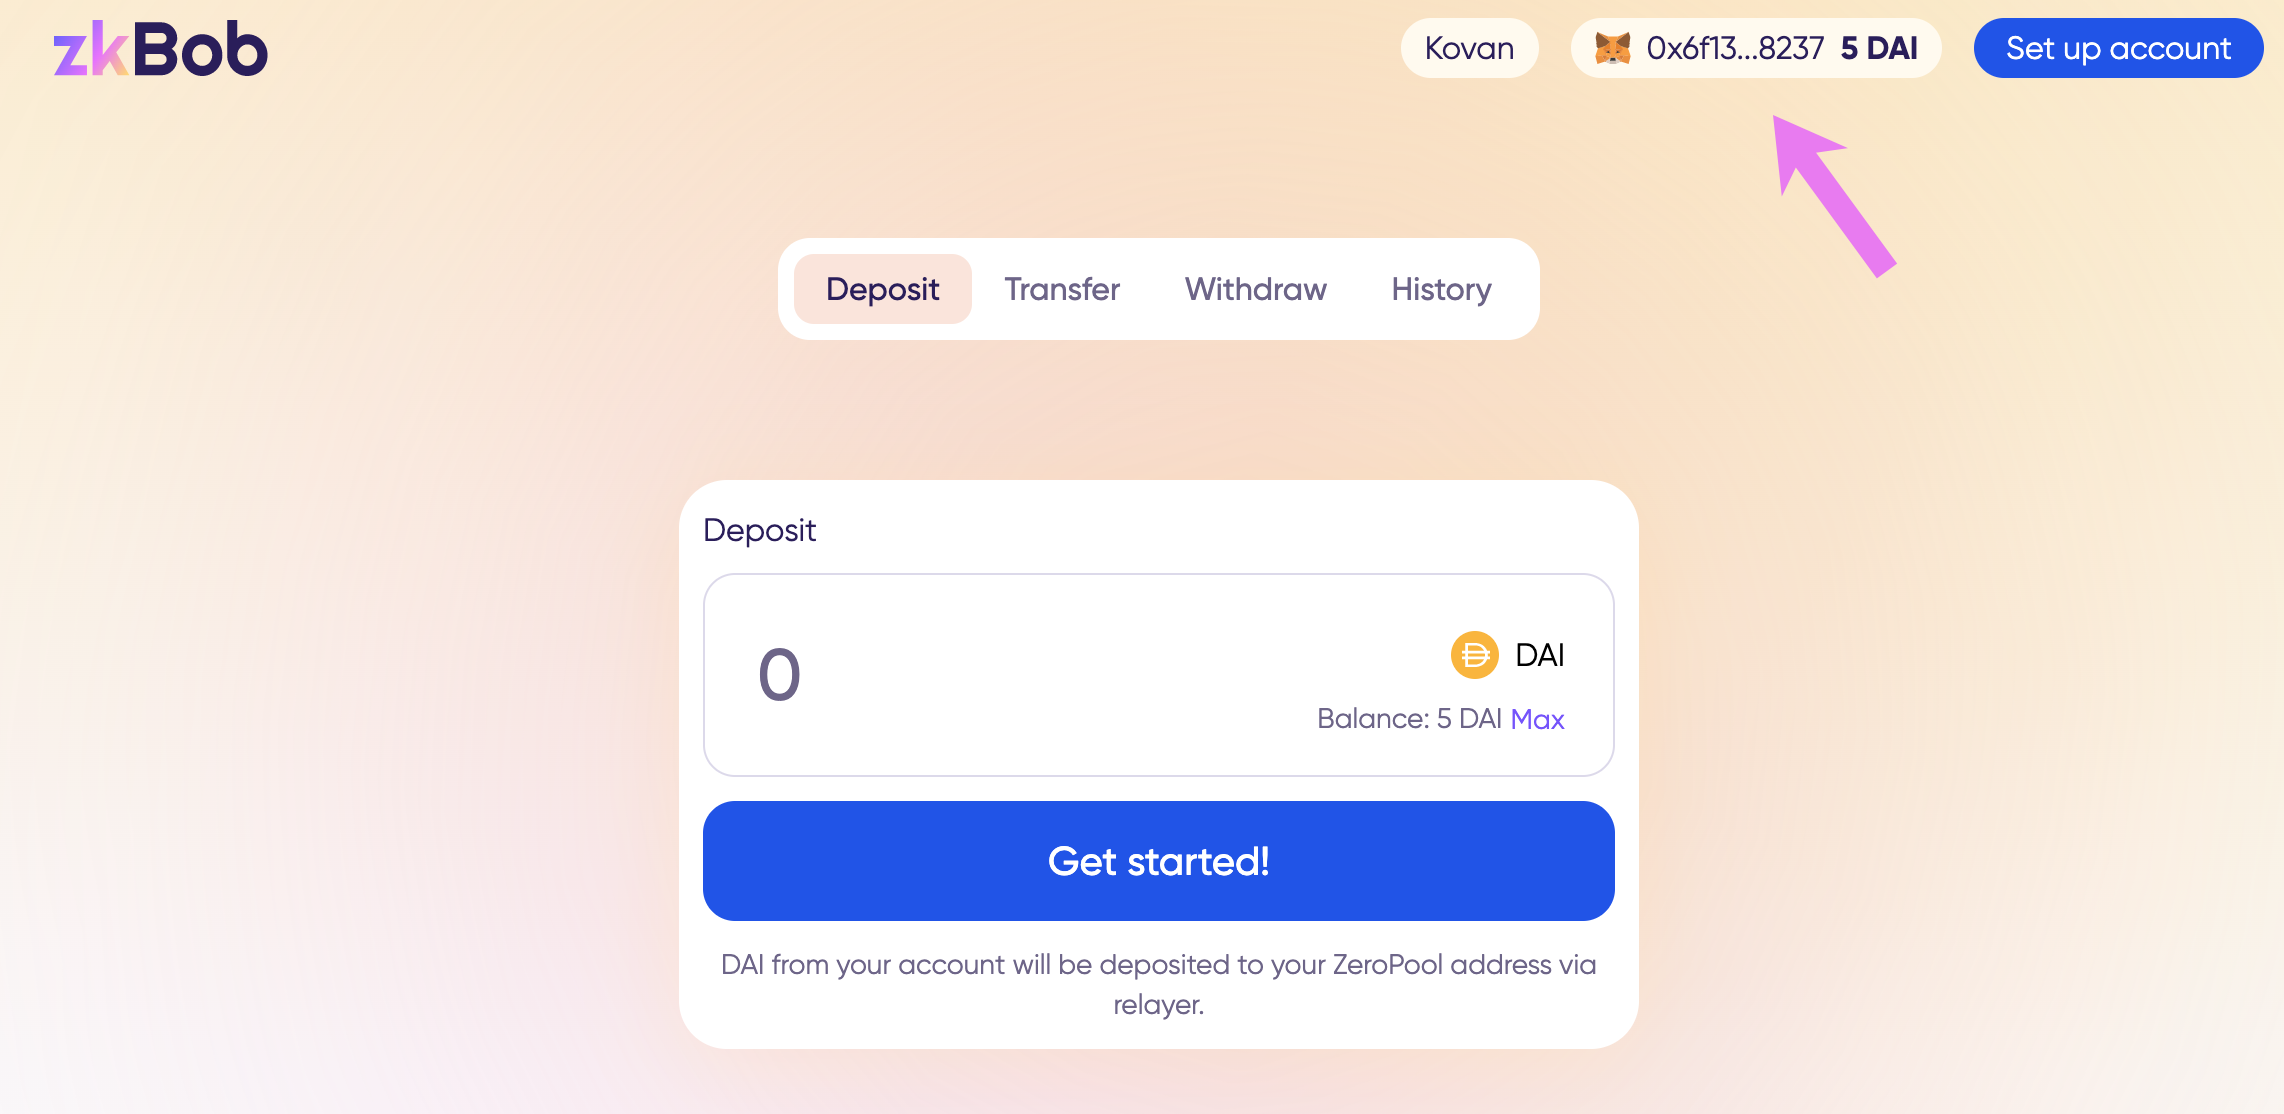 zkBob
Kovan
0x6f13...8237 5 DAI
Set up account
Deposit
Transfer
Withdraw
History
Deposit
0
DAI
Balance: 5 DAI Max
Get started!
DAI from your account will be deposited to your ZeroPool address via
relayer.